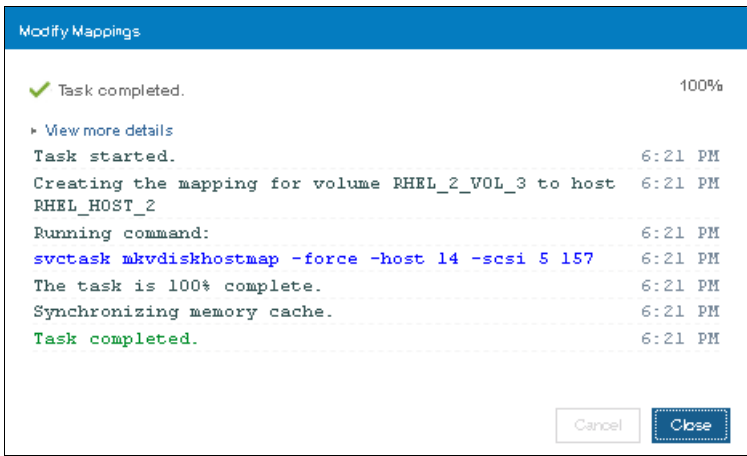 Modify Mappings
Task completed.
100%
View more details
Task started. 6:21 PM
Creating the mapping for volume RHEL_2_VOL_3 to host 6:21 PM
RHEL_HOST_2
Running command: 6:21 PM
svctask mkvdiskhostmap -force -host 14 -scsi 5 157 6:21 PM
The task is 100% complete. 6:21 PM
Synchronizing memory cache. 6:21 PM
Task completed. 6:21 PM
Cancel Close